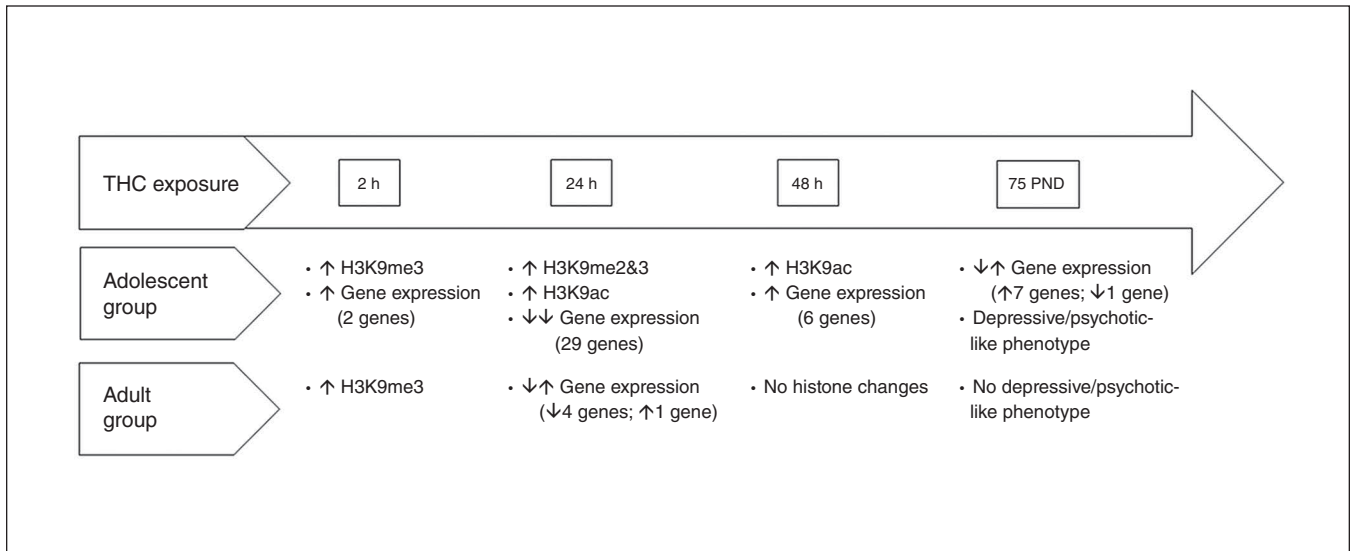 THC exposure
2 h
24 h
48 h
75 PND
Adolescent
group
• ↑ H3K9me3
• ↑ Gene expression
(2 genes)
• ↑ H3K9me2&3
• ↑ H3K9ac
• ↓↓ Gene expression
(29 genes)
• ↑ H3K9ac
• ↑ Gene expression
(6 genes)
• ↓↑ Gene expression
(↑7 genes; ↓1 gene)
• Depressive/psychotic-
like phenotype
Adult
group
• ↑ H3K9me3
• ↓↑ Gene expression
(↓4 genes; ↑1 gene)
• No histone changes
• No depressive/psychotic-
like phenotype